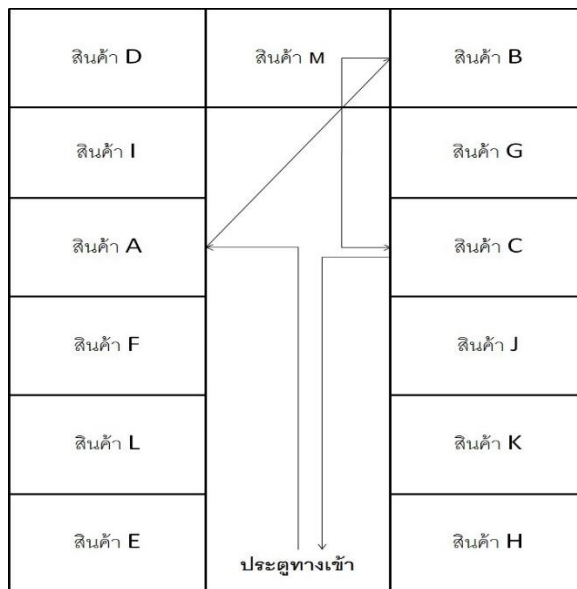 สินค้า D
สินค้า M
สินค้า B
สินค้า I
สินค้า G
สินค้า A
สินค้า C
สินค้า F
สินค้า J
สินค้า L
สินค้า K
สินค้า E
ประตูทางเข้า
สินค้า H